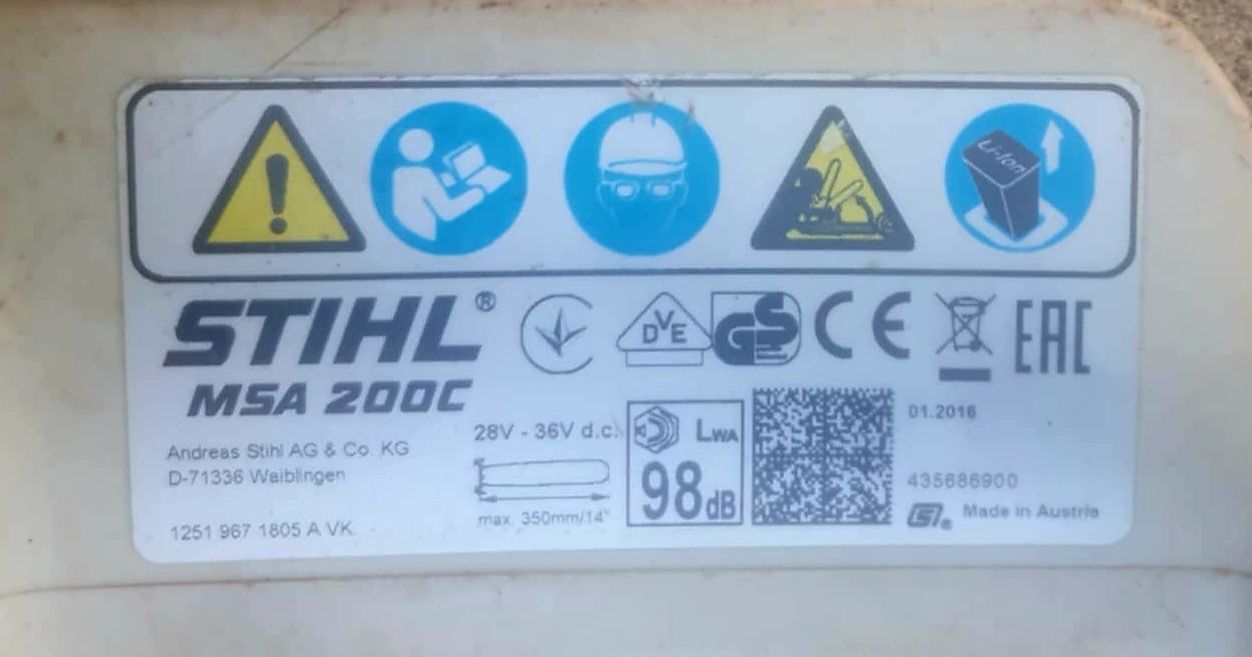 Li-Ion
STIHL®
MSA 200C
DVE
GS
CE
EAC
Andreas Stihl AG & Co. KG
D-71336 Waiblingen
1251 967 1805 A VK
28V - 36V d.c.
max. 350mm/14"
LWA
98dB
01.2016
435686900
Made in Austria